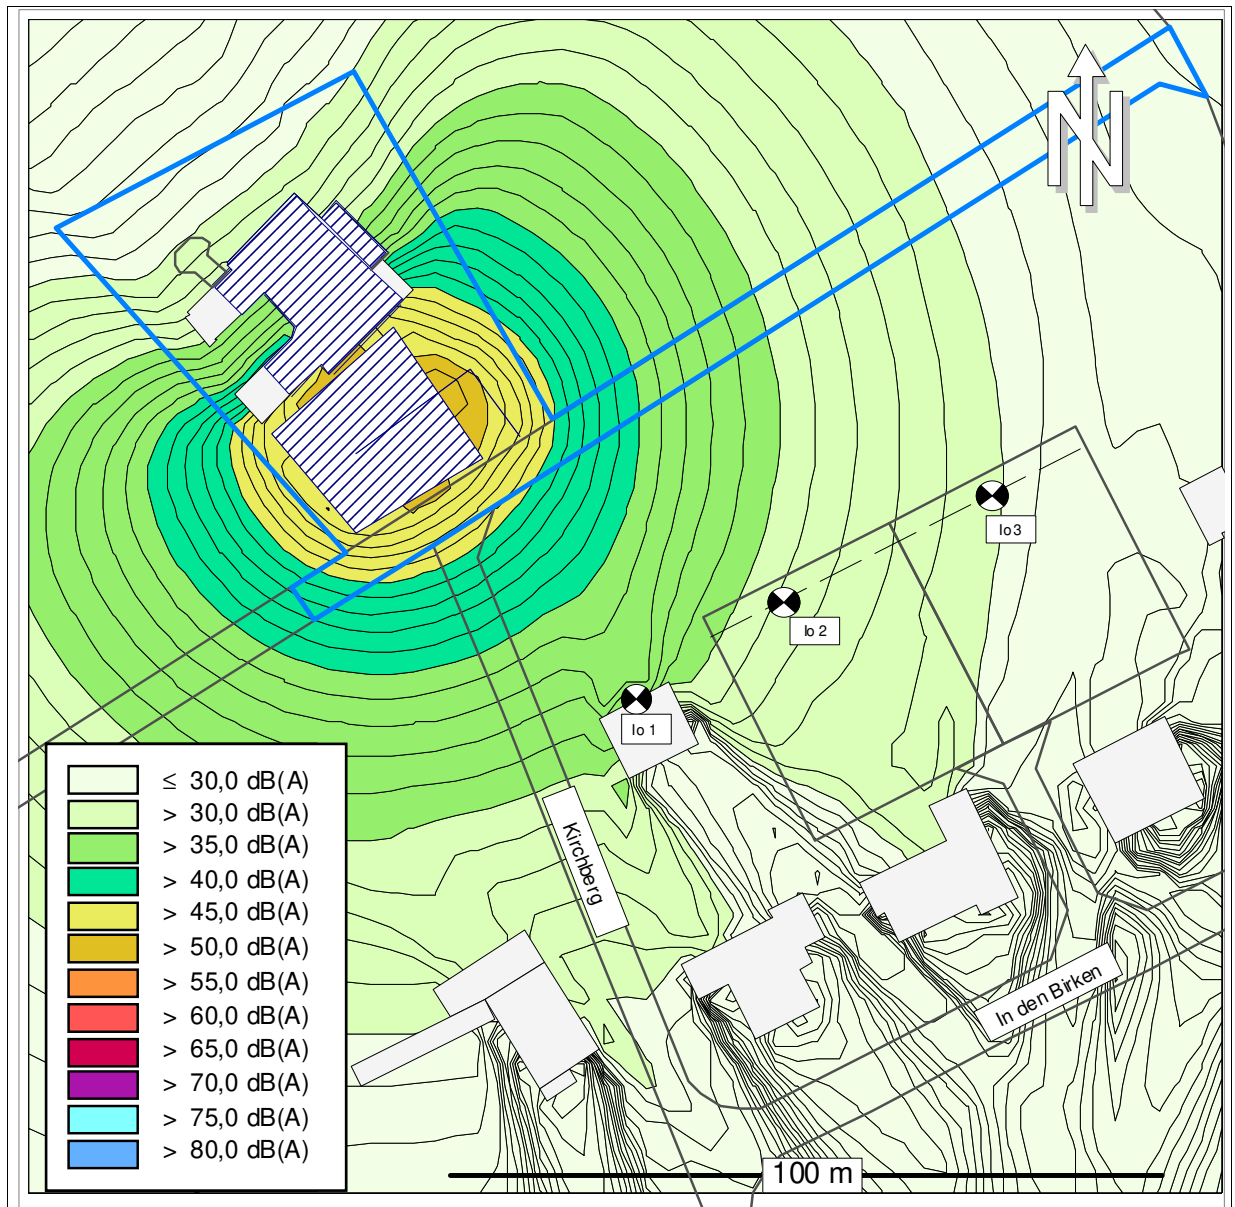 N
Io3
Io 2
Io 1
Kirchberg
In den Birken
≤ 30,0 dB(A)
> 30,0 dB(A)
> 35,0 dB(A)
> 40,0 dB(A)
> 45,0 dB(A)
> 50,0 dB(A)
> 55,0 dB(A)
> 60,0 dB(A)
> 65,0 dB(A)
> 70,0 dB(A)
> 75,0 dB(A)
> 80,0 dB(A)
100 m